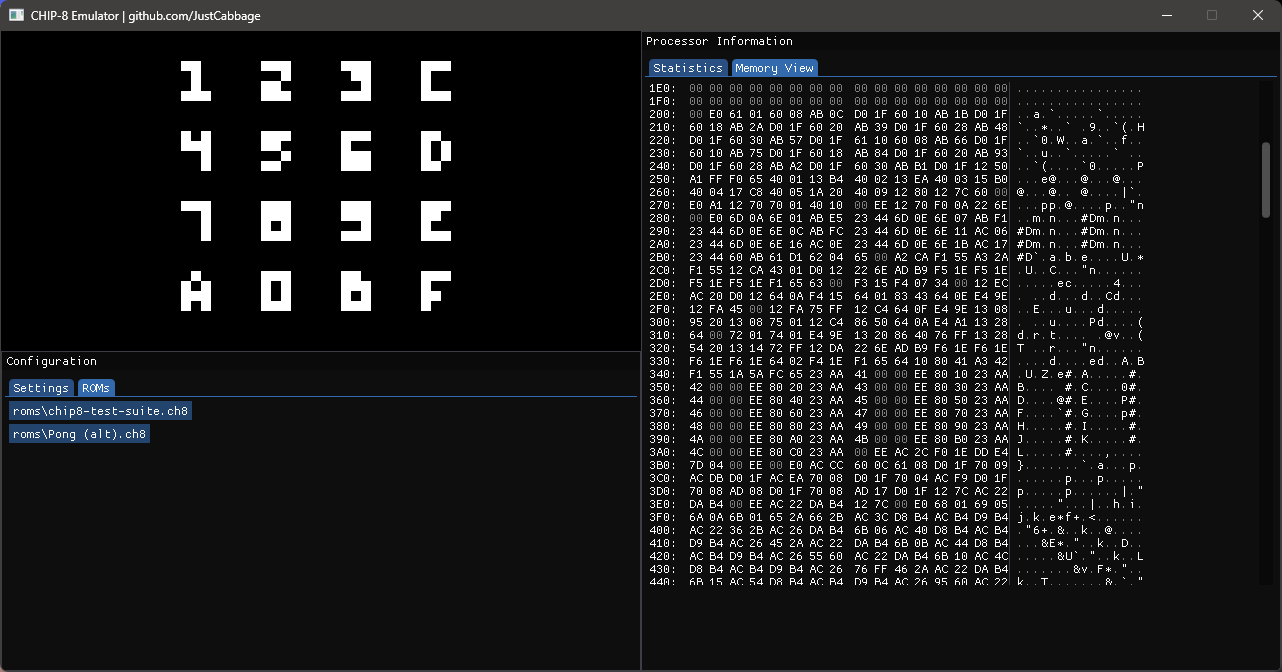 CHIP-8 Emulator | github.com/JustCabbage
1 2 3 C
4 5 6 D
7 8 9 E
A 0 B F
Configuration
Settings ROMs
roms\chip8-test-suite.ch8
roms\Pong (alt).ch8
Processor Information
Statistics Memory View
1E0: 00 00 00 00 00 00 00 00 00 00 00 00 00 00 00 00 ................
1F0: 00 00 00 00 00 00 00 00 00 00 00 00 00 00 00 00 ................
200: 00 E0 61 01 60 08 AB 0C D0 1F 60 10 AB 1B D0 1F ..a.`.....`.....
210: 60 18 AB 2A D0 1F 60 20 AB 39 D0 1F 60 28 AB 48 `..*..` .9..`(.H
220: D0 1F 60 30 AB 57 D0 1F 61 10 60 08 AB 66 D0 1F ..`0.W..a.`..f..
230: 60 10 AB 75 D0 1F 60 18 AB 84 D0 1F 60 20 AB 93 `..u..`.....` ..
240: D0 1F 60 28 AB A2 D0 1F 60 30 AB B1 D0 1F 12 50 ..`(....`0.....P
250: A1 FF F0 65 40 01 13 B4 40 02 13 EA 40 03 15 B0 ...e@...@...@...
260: 40 04 17 C8 40 05 1A 20 40 09 12 80 12 7C 60 00 @...@.. @....|`.
270: E0 A1 12 70 70 01 40 10 00 EE 12 70 F0 0A 22 6E ...pp.@....p.."n
280: 00 E0 6D 0A 6E 01 AB E5 23 44 6D 0E 6E 07 AB F1 ..m.n...#Dm.n...
290: 23 44 6D 0E 6E 0C AB FC 23 44 6D 0E 6E 11 AC 06 #Dm.n...#Dm.n...
2A0: 23 44 6D 0E 6E 16 AC 0E 23 44 6D 0E 6E 1B AC 17 #Dm.n...#Dm.n...
2B0: 23 44 60 AB 61 D1 62 04 65 00 A2 CA F1 55 A3 2A #D`.a.b.e....U.*
2C0: F1 55 12 CA 43 01 D0 12 22 6E AD B9 F5 1E F5 1E .U..C..."n......
2D0: F5 1E F5 1E F1 65 63 00 F3 15 F4 07 34 00 12 EC .....ec.....4...
2E0: AC 20 D0 12 64 0A F4 15 64 01 83 43 64 0E E4 9E . ..d...d..Cd...
2F0: 12 FA 45 00 12 FA 75 FF 12 C4 64 0F E4 9E 13 08 ..E...u...d.....
300: 95 20 13 08 75 01 12 C4 86 50 64 0A E4 A1 13 28 . ..u....Pd....(
310: 64 00 72 01 74 01 E4 9E 13 20 86 40 76 FF 13 28 d.r.t.... .@v..(
320: 54 20 13 14 72 FF 12 DA 22 6E AD B9 F6 1E F6 1E T ..r..."n......
330: F6 1E F6 1E 64 02 F4 1E F1 65 64 10 80 41 A3 42 ....d....ed..A.B
340: F1 55 1A 5A FC 65 23 AA 41 00 00 EE 80 10 23 AA .U.Z.e#.A.....#.
350: 42 00 00 EE 80 20 23 AA 43 00 00 EE 80 30 23 AA B.... #.C....0#.
360: 44 00 00 EE 80 40 23 AA 45 00 00 EE 80 50 23 AA D....@#.E....P#.
370: 46 00 00 EE 80 60 23 AA 47 00 00 EE 80 70 23 AA F....`#.G....p#.
380: 48 00 00 EE 80 80 23 AA 49 00 00 EE 80 90 23 AA H.....#.I.....#.
390: 4A 00 00 EE 80 A0 23 AA 4B 00 00 EE 80 B0 23 AA J.....#.K.....#.
3A0: 4C 00 00 EE 80 C0 23 AA 00 EE AC 2C F0 1E DD E4 L.....#....,....
3B0: 7D 04 00 EE 00 E0 AC CC 60 0C 61 08 D0 1F 70 09 }.......`.a...p.
3C0: AC DB D0 1F AC EA 70 08 D0 1F 70 04 AC F9 D0 1F ......p...p.....
3D0: 70 08 AD 08 D0 1F 70 08 AD 17 D0 1F 12 7C AC 22 p.....p......|."
3E0: DA B4 00 EE AC 22 DA B4 12 7C 00 E0 68 01 69 05 ....."...|..h.i.
3F0: 6A 0A 6B 01 65 2A 66 2B AC 3C D8 B4 AC B4 D9 B4 j.k.e*f+.<......
400: AC 22 36 2B AC 26 DA B4 6B 06 AC 40 D8 B4 AC B4 ."6+.&..k..@....
410: D9 B4 AC 26 45 2A AC 22 DA B4 6B 0B AC 44 D8 B4 ...&E*."..k..D..
420: AC B4 D9 B4 AC 26 55 60 AC 22 DA B4 6B 10 AC 4C .....&U`."..k..L
430: D8 B4 AC B4 D9 B4 AC 26 76 FF 46 2A AC 22 DA B4 .......&v.F*."..
440: 6B 15 AC 54 D8 B4 AC B4 D9 B4 AC 26 95 60 AC 22 k..T.......&.`."